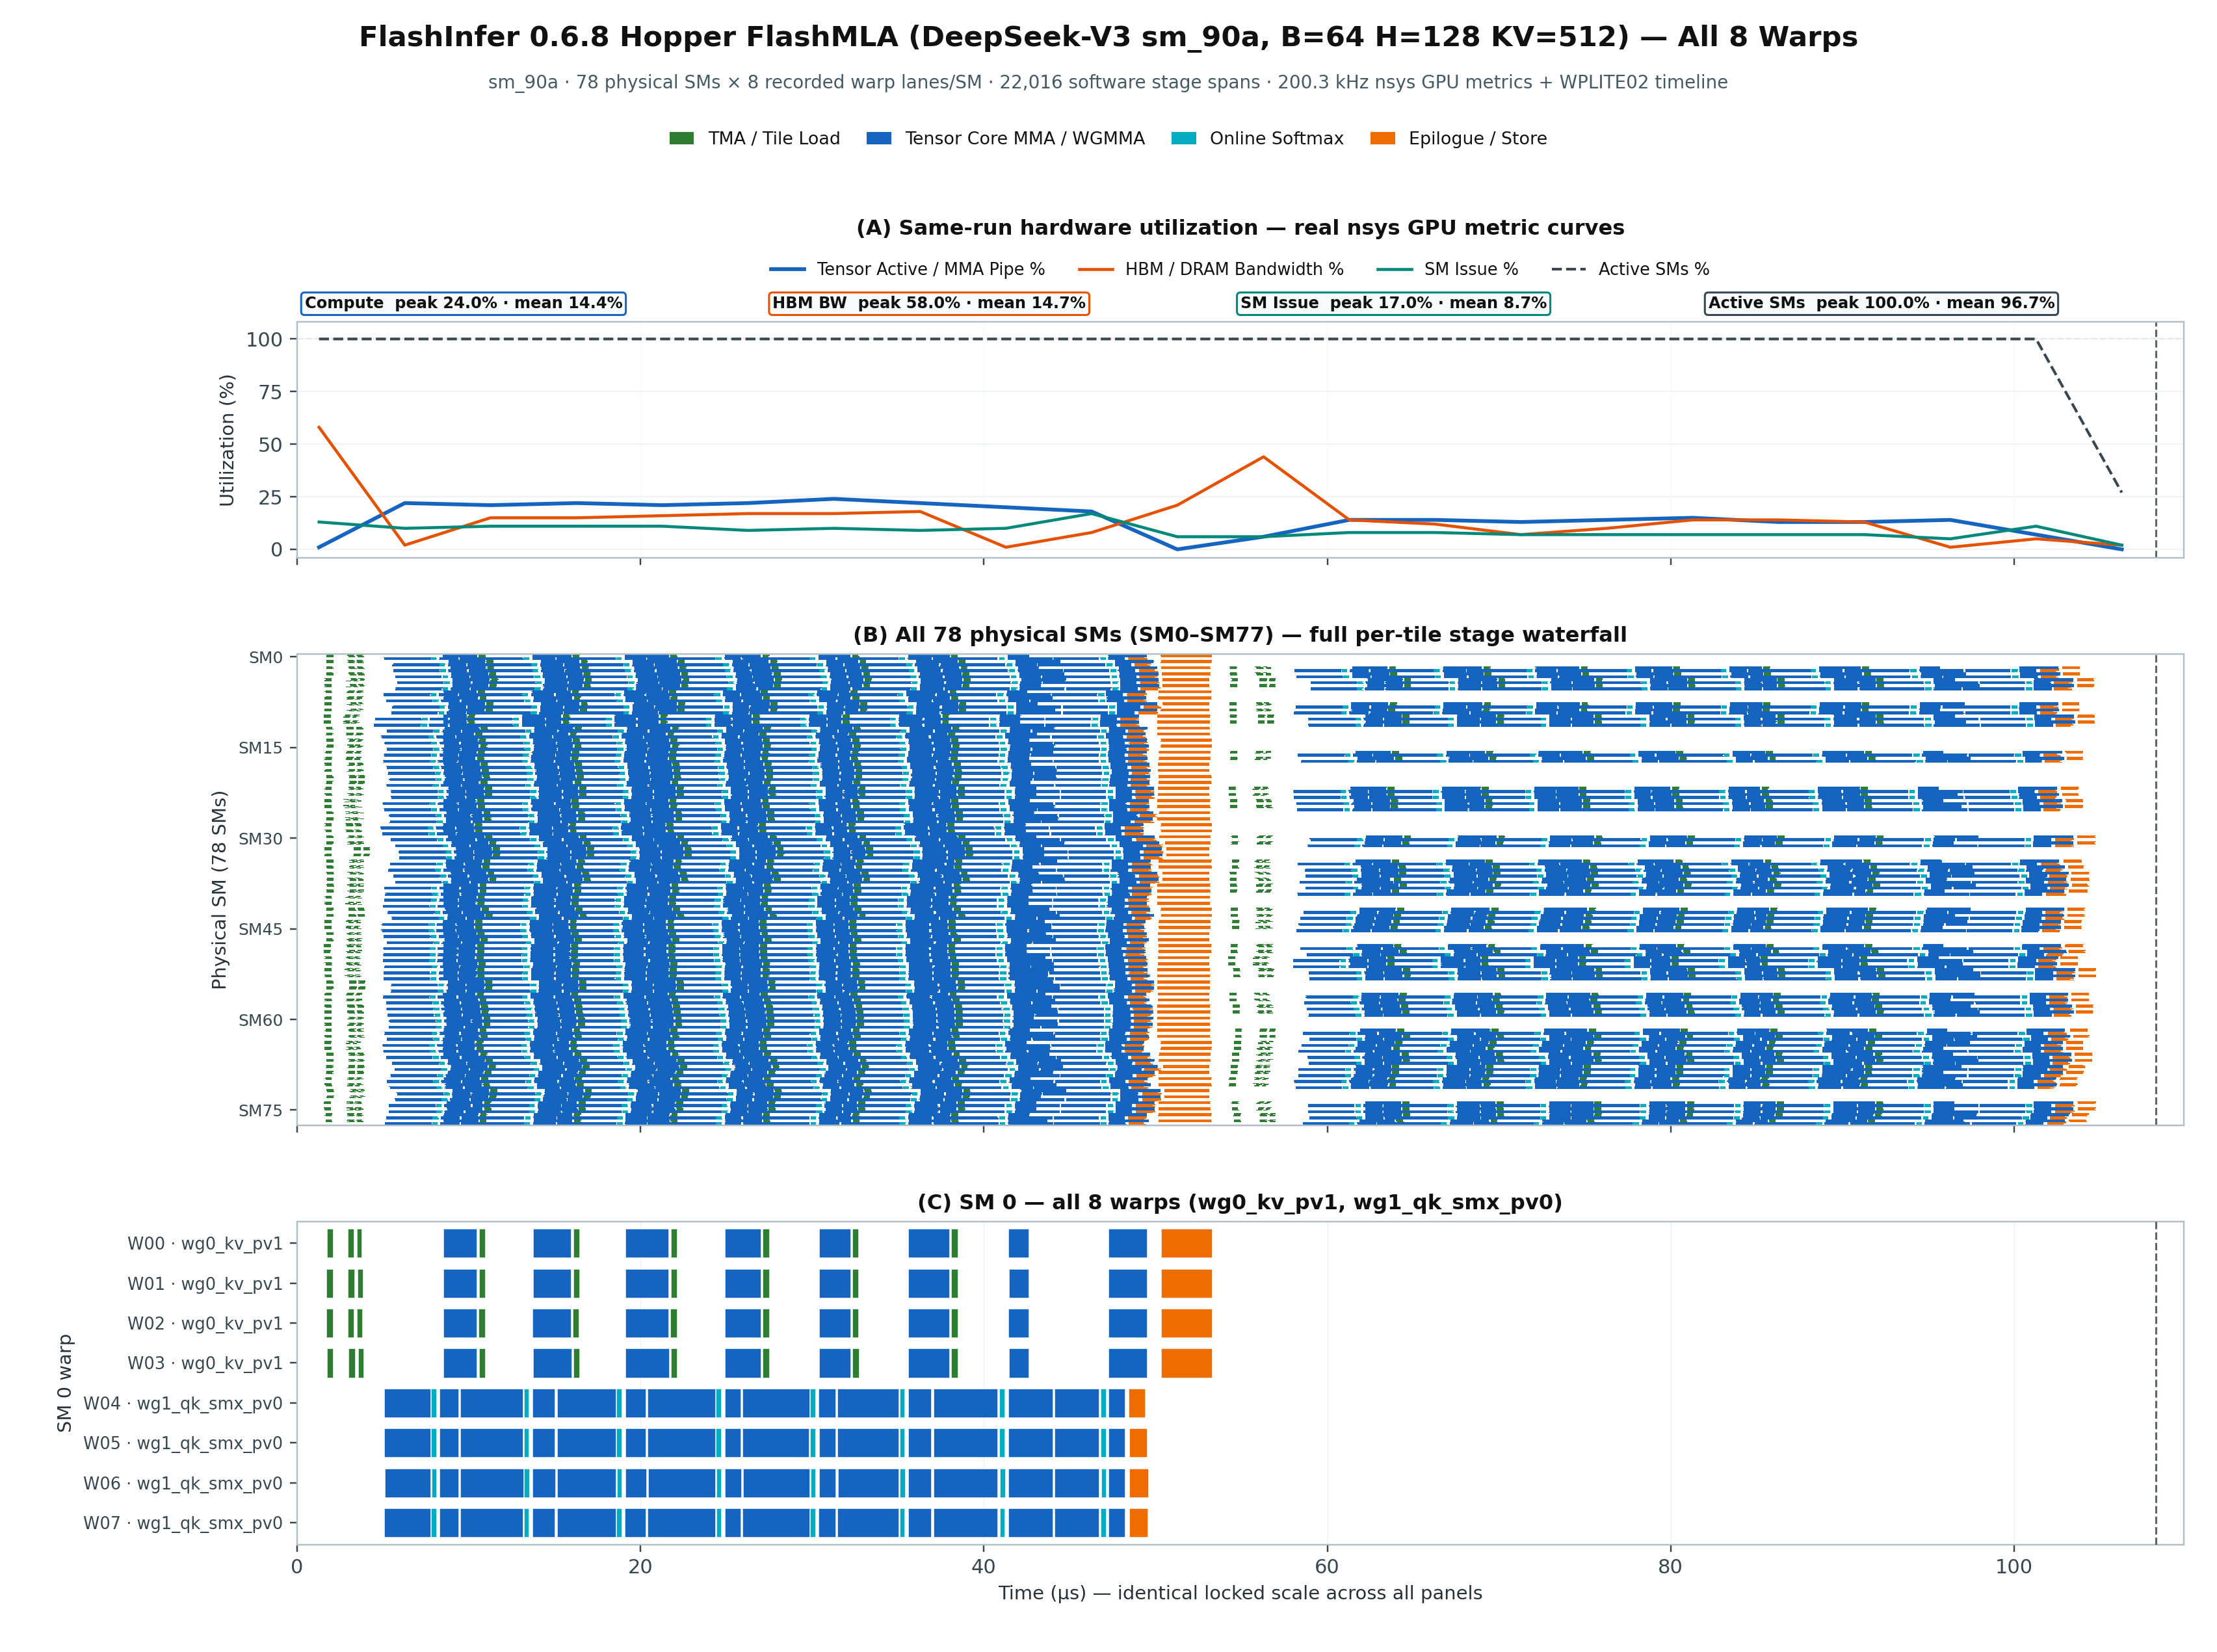 FlashInfer 0.6.8 Hopper FlashMLA (DeepSeek-V3 sm_90a, B=64 H=128 KV=512) — All 8 Warps
sm_90a · 78 physical SMs × 8 recorded warp lanes/SM · 22,016 software stage spans · 200.3 kHz nsys GPU metrics + WPLITE02 timeline
TMA / Tile Load
Tensor Core MMA / WGMMA
Online Softmax
Epilogue / Store
(A) Same-run hardware utilization — real nsys GPU metric curves
Tensor Active / MMA Pipe %
HBM / DRAM Bandwidth %
SM Issue %
Active SMs %
Compute peak 24.0% · mean 14.4%
HBM BW peak 58.0% · mean 14.7%
SM Issue peak 17.0% · mean 8.7%
Active SMs peak 100.0% · mean 96.7%
Utilization (%)
100
75
50
25
0
(B) All 78 physical SMs (SM0–SM77) — full per-tile stage waterfall
Physical SM (78 SMs)
SM0
SM15
SM30
SM45
SM60
SM75
(C) SM 0 — all 8 warps (wg0_kv_pv1, wg1_qk_smx_pv0)
SM 0 warp
W00 · wg0_kv_pv1
W01 · wg0_kv_pv1
W02 · wg0_kv_pv1
W03 · wg0_kv_pv1
W04 · wg1_qk_smx_pv0
W05 · wg1_qk_smx_pv0
W06 · wg1_qk_smx_pv0
W07 · wg1_qk_smx_pv0
0
20
40
60
80
100
Time (µs) — identical locked scale across all panels